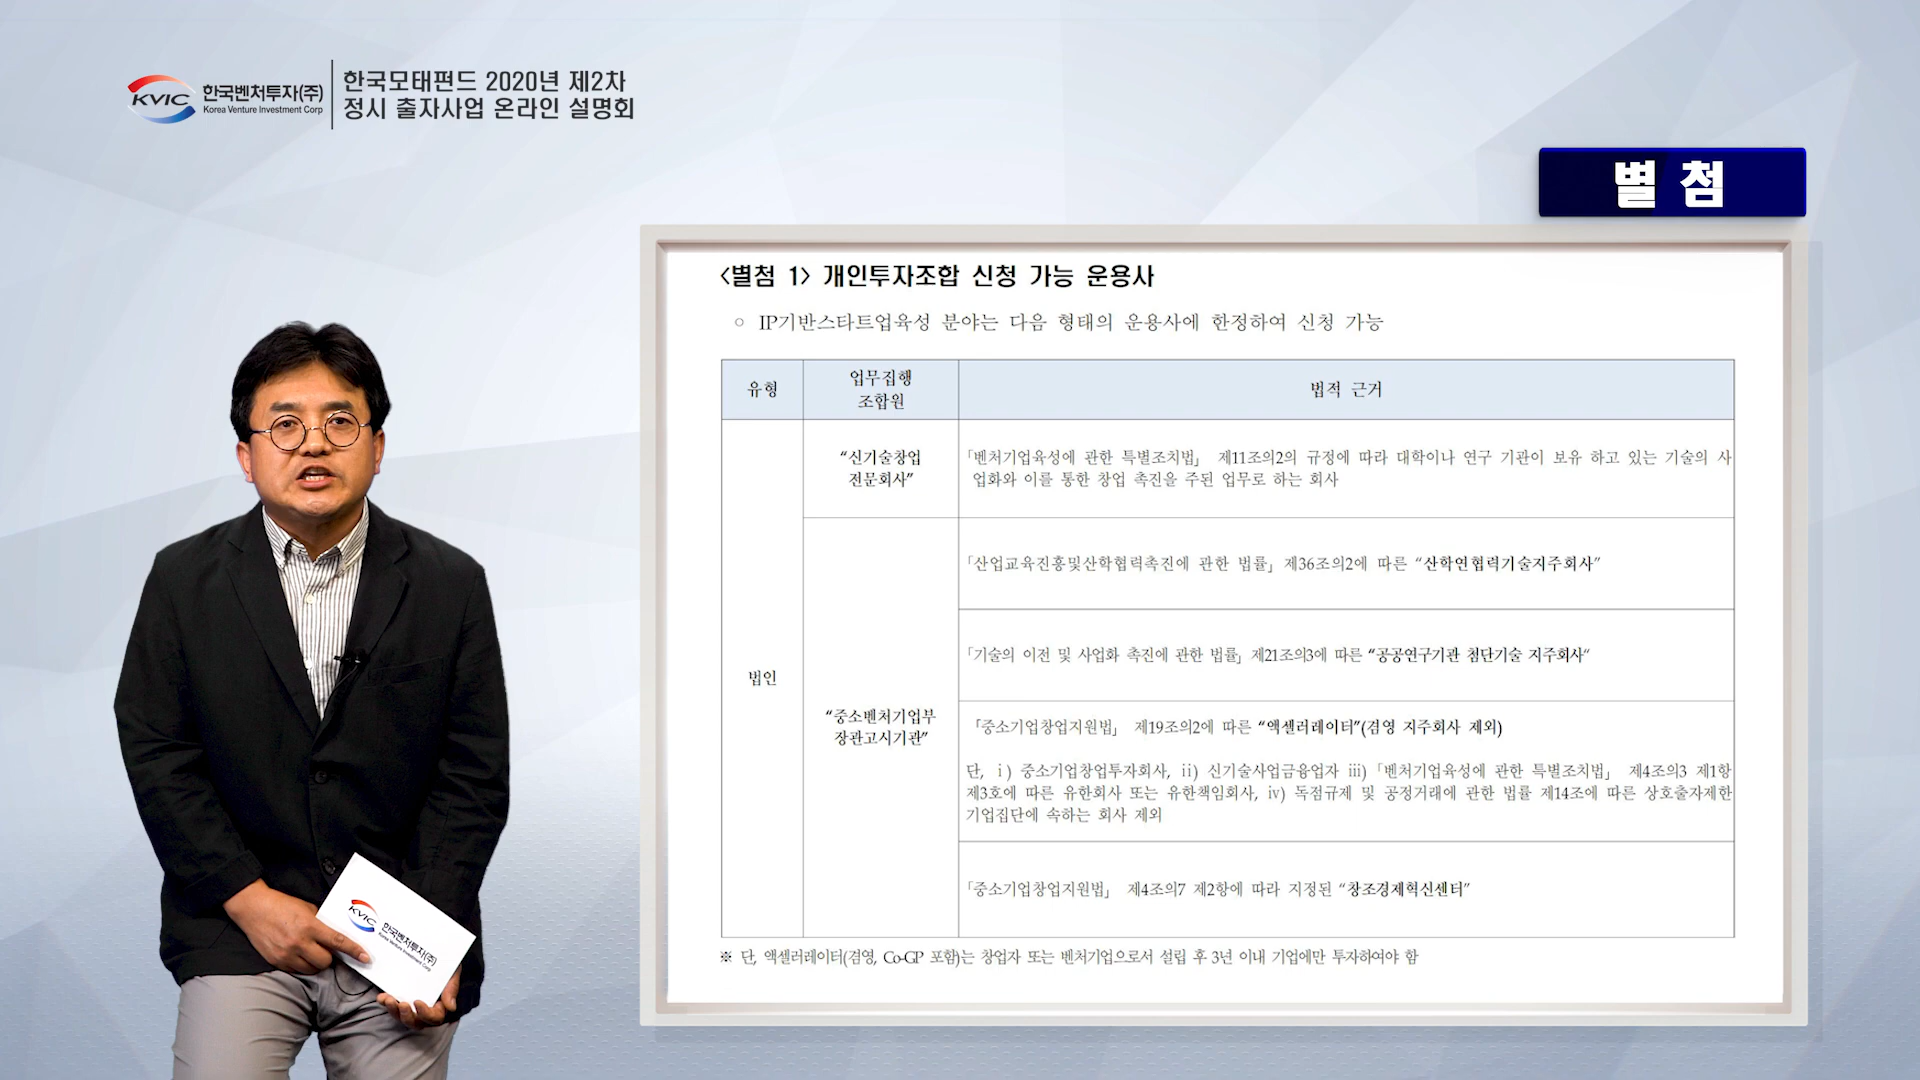 KVIC
한국벤처투자(주)
Korea Venture Investment Corp
한국모태펀드 2020년 제2차
정시 출자사업 온라인 설명회
별 첨
<별첨 1> 개인투자조합 신청 가능 운용사
○ IP기반스타트업육성 분야는 다음 형태의 운용사에 한정하여 신청 가능
유형
업무집행
조합원
법적 근거
법인
“신기술창업
전문회사”
「벤처기업육성에 관한 특별조치법」 제11조의2의 규정에 따라 대학이나 연구 기관이 보유 하고 있는 기술의 사
업화와 이를 통한 창업 촉진을 주된 업무로 하는 회사
“중소벤처기업부
장관고시기관”
「산업교육진흥및산학협력촉진에 관한 법률」 제36조의2에 따른 “산학연협력기술지주회사”
「기술의 이전 및 사업화 촉진에 관한 법률」 제21조의3에 따른 “공공연구기관 첨단기술 지주회사“
「중소기업창업지원법」 제19조의2에 따른 “액셀러레이터”(겸영 지주회사 제외)
단, ⅰ) 중소기업창업투자회사, ⅱ) 신기술사업금융업자 ⅲ)「벤처기업육성에 관한 특별조치법」 제4조의3 제1항
제3호에 따른 유한회사 또는 유한책임회사, ⅳ) 독점규제 및 공정거래에 관한 법률 제14조에 따른 상호출자제한
기업집단에 속하는 회사 제외
「중소기업창업지원법」 제4조의7 제2항에 따라 지정된 “창조경제혁신센터”
※ 단, 액셀러레이터(겸영, Co-GP 포함)는 창업자 또는 벤처기업으로서 설립 후 3년 이내 기업에만 투자하여야 함
KVIC
한국벤처투자(주)
Korea Venture Investment Corp